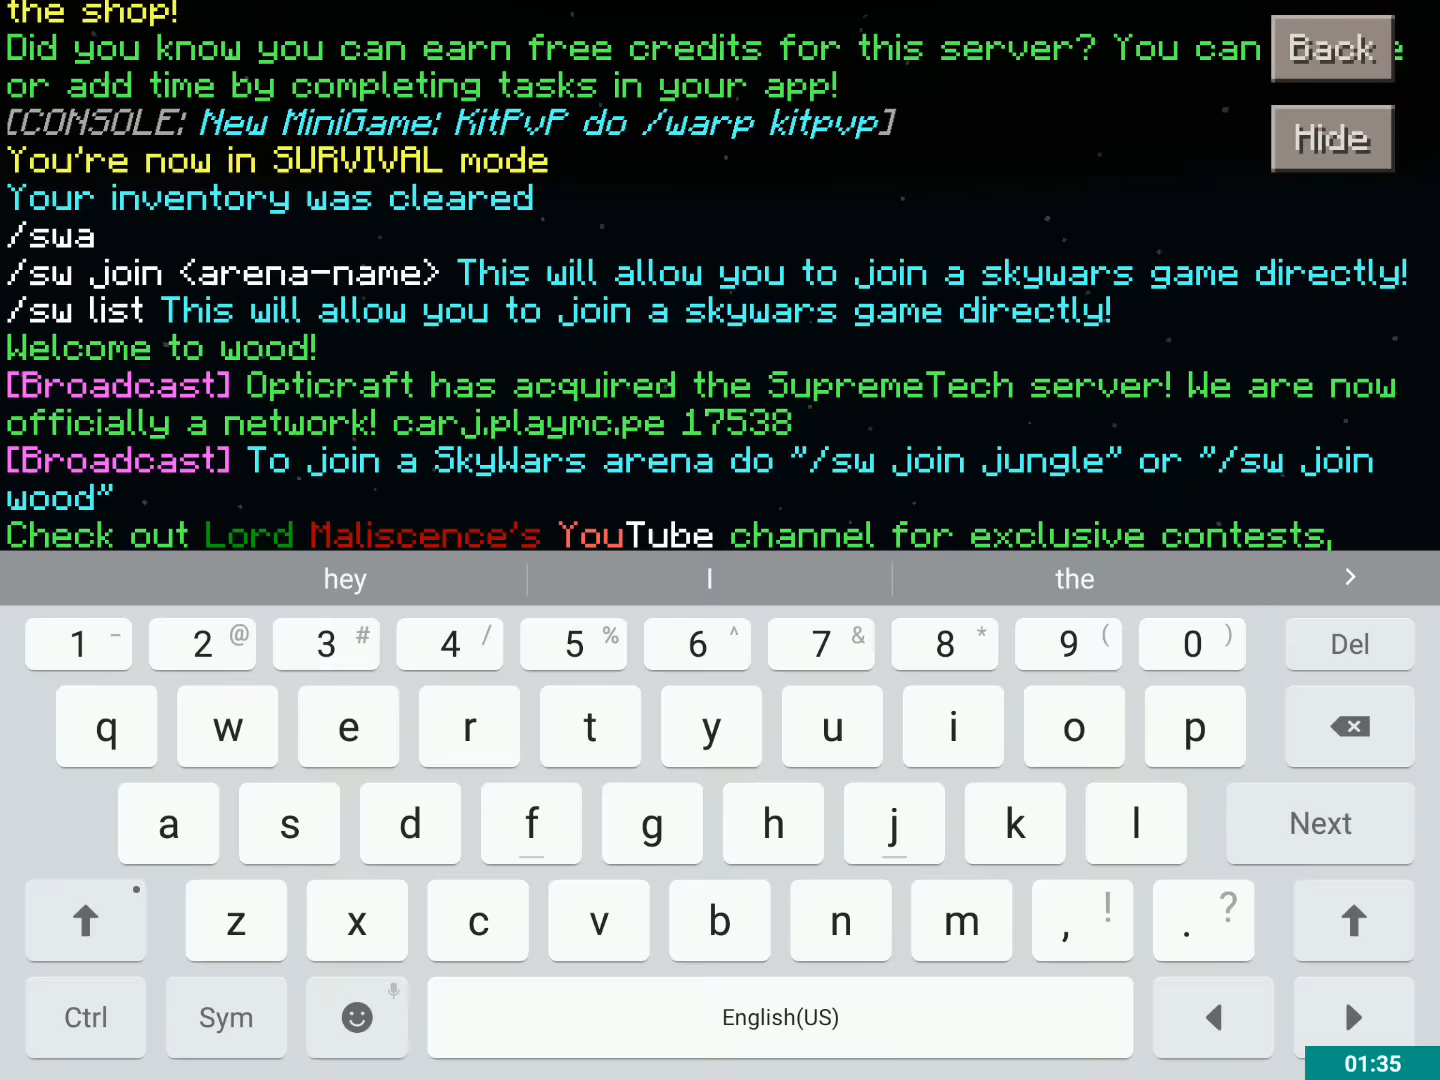 the shop!
Did you know you can earn free credits for this server? You can
or add time by completing tasks in your app!
[CONSOLE: New MiniGame: KitPvP do /warp kitpvp]
You're now in SURVIVAL mode
Your inventory was cleared
/swa
/sw join <arena-name> This will allow you to join a skywars game directly!
/sw list This will allow you to join a skywars game directly!
Welcome to wood!
[Broadcast] Opticraft has acquired the SupremeTech server! We are now
officially a network! carj.playmc.pe 17538
[Broadcast] To join a SkyWars arena do "/sw join jungle" or "/sw join
wood"
Check out Lord Maliscence's YouTube channel for exclusive contests,
Back
Hide
hey I the >
1 - 2 @ 3 # 4 / 5 % 6 ^ 7 & 8 * 9 ( 0 ) Del
q w e r t y u i o p
a s d f g h j k l Next
z x c v b n m , ! . ?
Ctrl Sym English(US)
01:35